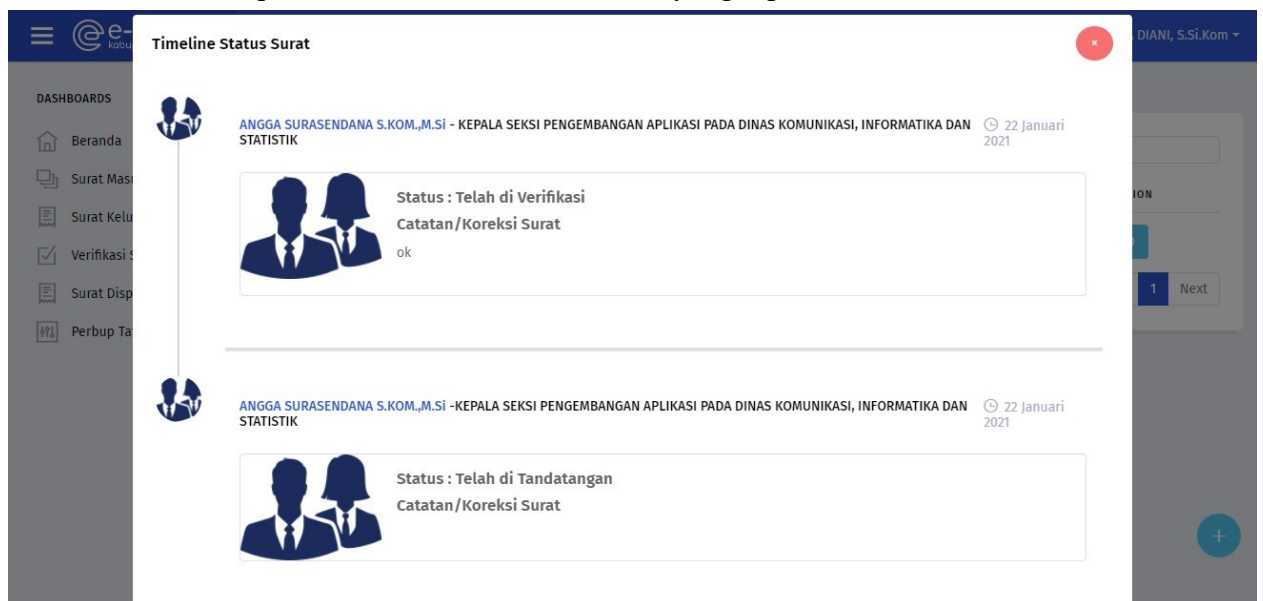 e-
kabu
Timeline Status Surat
×
DIANI, S.Si.Kom
DASHBOARDS
Beranda
Surat Mas
Surat Kelu
Verifikasi
Surat Disp
Perbup Ta
ION
1 Next
ANGGA SURASENDANA S.KOM.,M.Si - KEPALA SEKSI PENGEMBANGAN APLIKASI PADA DINAS KOMUNIKASI, INFORMATIKA DAN
STATISTIK
22 Januari
2021
Status : Telah di Verifikasi
Catatan/Koreksi Surat
ok
ANGGA SURASENDANA S.KOM.,M.Si -KEPALA SEKSI PENGEMBANGAN APLIKASI PADA DINAS KOMUNIKASI, INFORMATIKA DAN
STATISTIK
22 Januari
2021
Status : Telah di Tandatangan
Catatan/Koreksi Surat
+